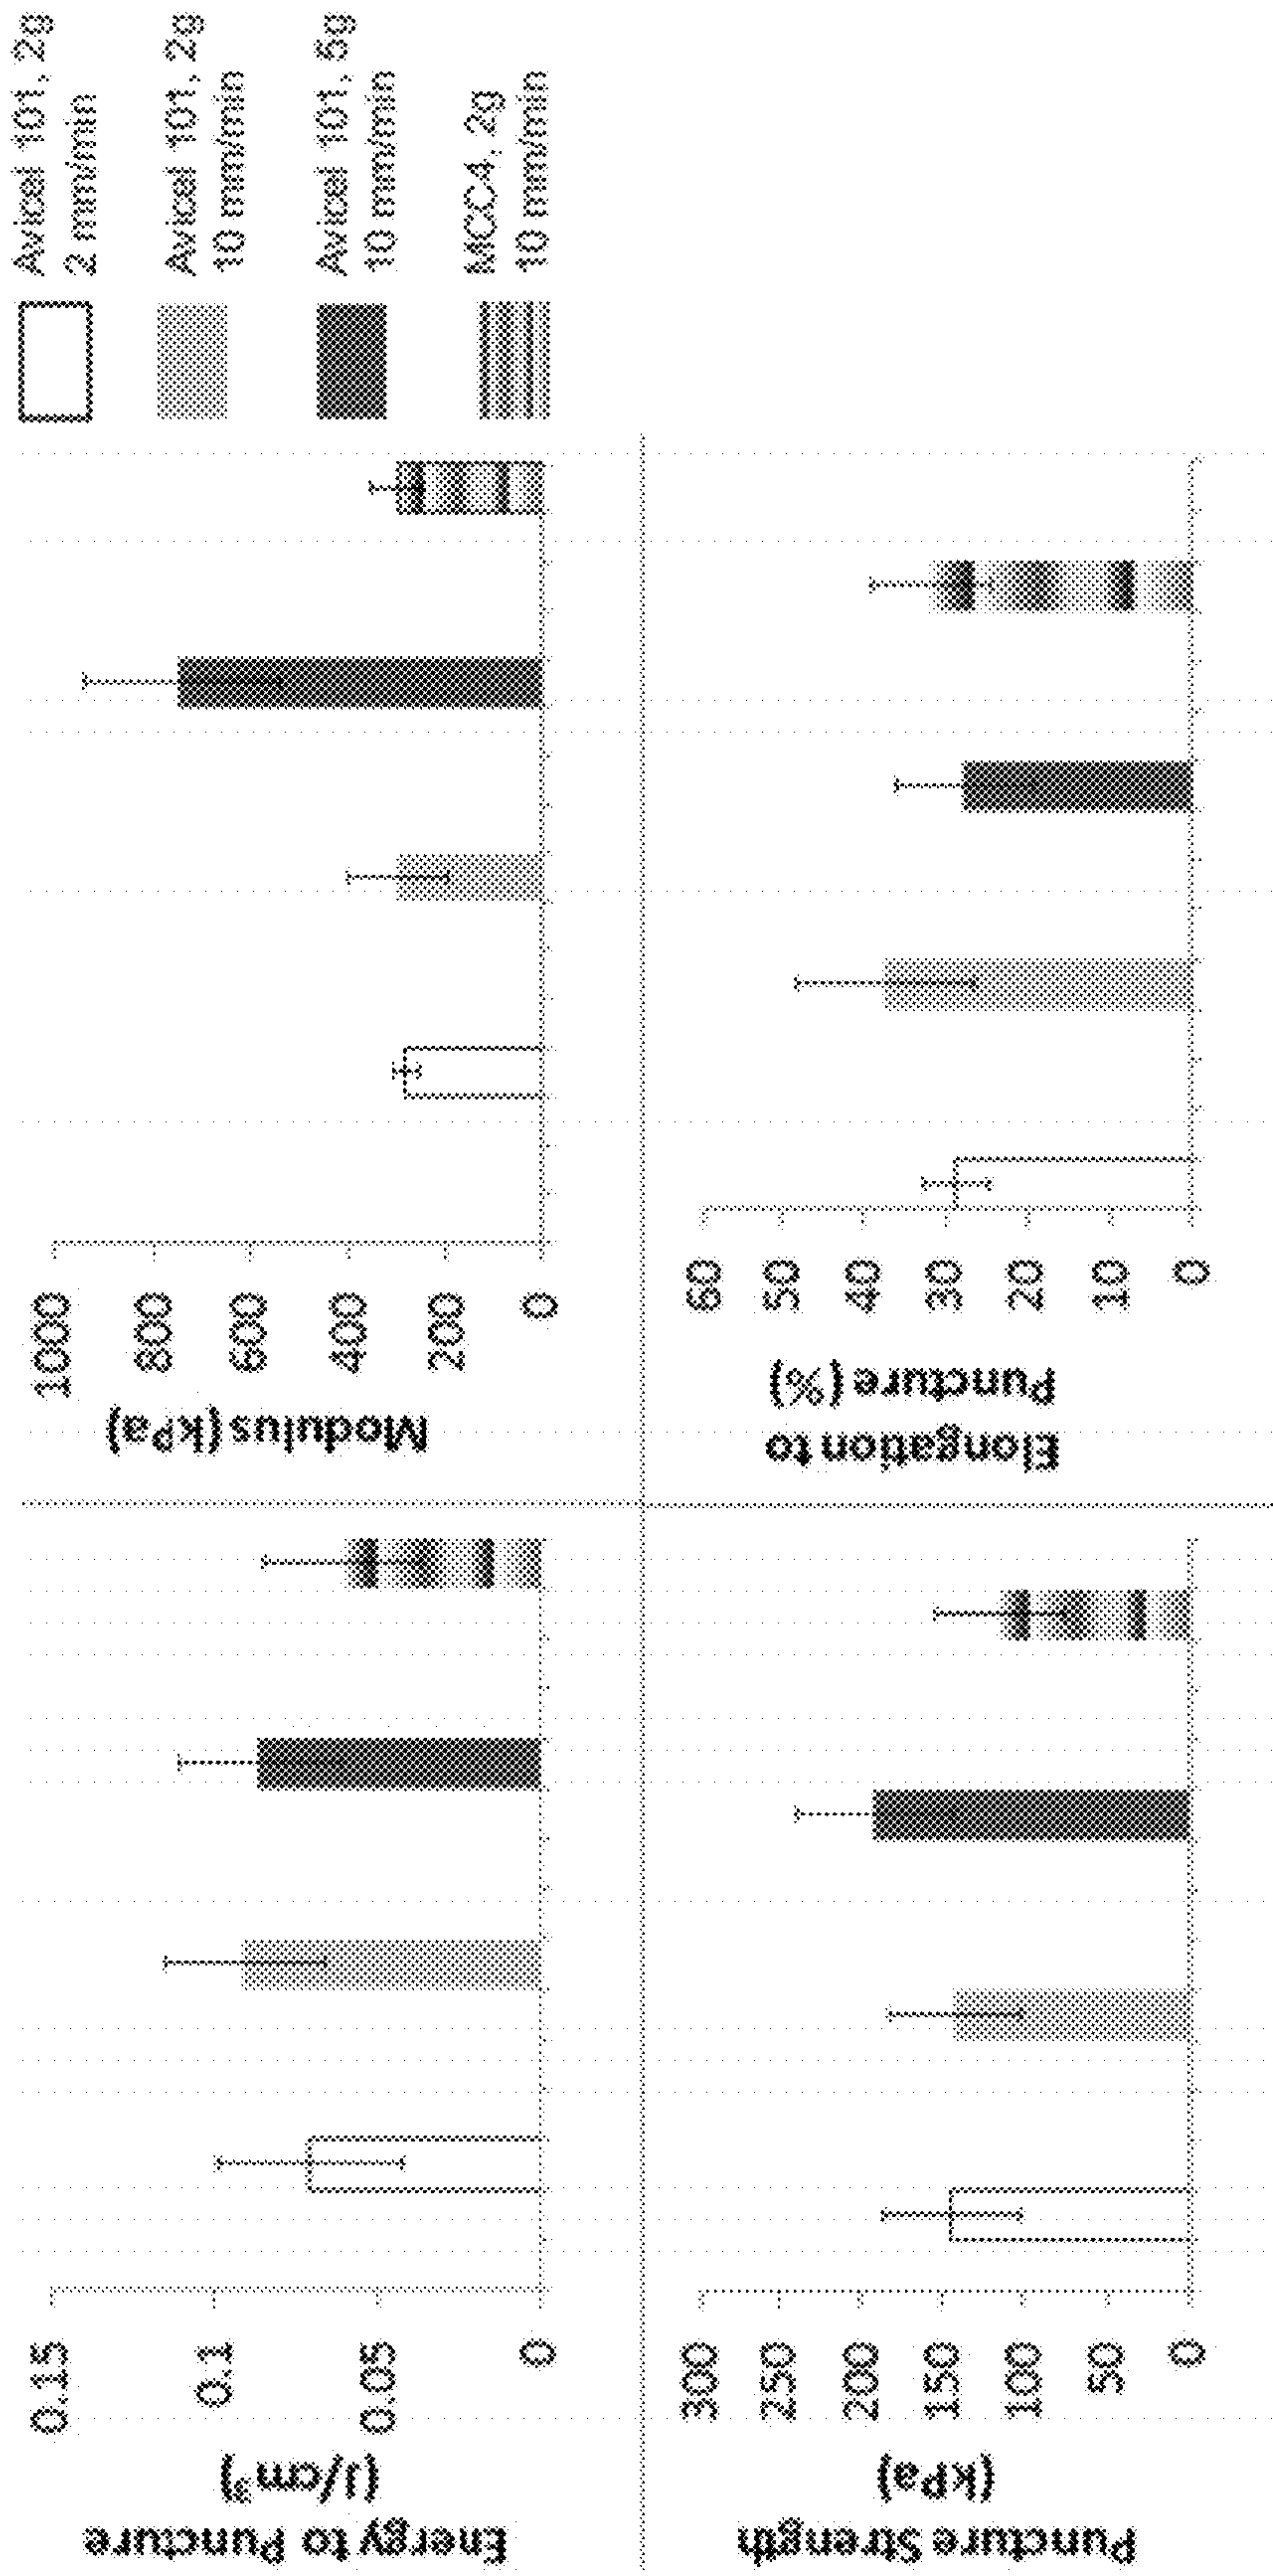 Energy to Puncture
(J/cm³)
0.15
0.1
0.05
0
Modulus (kPa)
1000
800
600
400
200
0
Avicel 101, 2g
2 mm/min
Avicel 101, 2g
10 mm/min
Avicel 101, 5g
10 mm/min
MCC4, 2g
10 mm/min
Puncture Strength
(kPa)
300
250
200
150
100
50
0
Elongation to
Puncture (%)
60
50
40
30
20
10
0